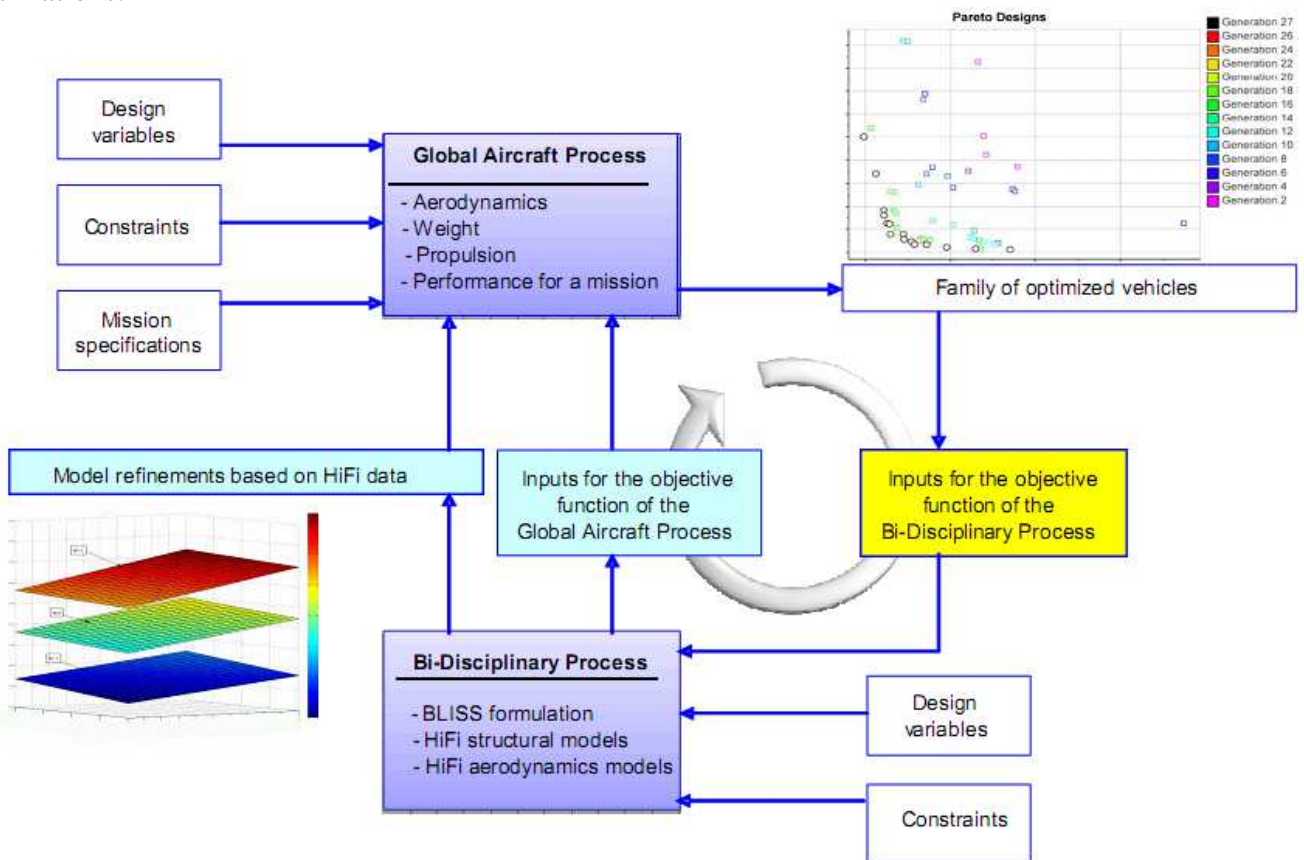 Pareto Designs
Generation 27
Generation 26
Generation 24
Generation 22
Generation 20
Generation 18
Generation 16
Generation 14
Generation 12
Generation 10
Generation 8
Generation 6
Generation 4
Generation 2
Design
variables
Constraints
Mission
specifications
Global Aircraft Process
- Aerodynamics
- Weight
- Propulsion
- Performance for a mission
Family of optimized vehicles
Model refinements based on HiFi data
Inputs for the objective
function of the
Global Aircraft Process
Inputs for the objective
function of the
Bi-Disciplinary Process
Bi-Disciplinary Process
- BLISS formulation
- HiFi structural models
- HiFi aerodynamics models
Design
variables
Constraints